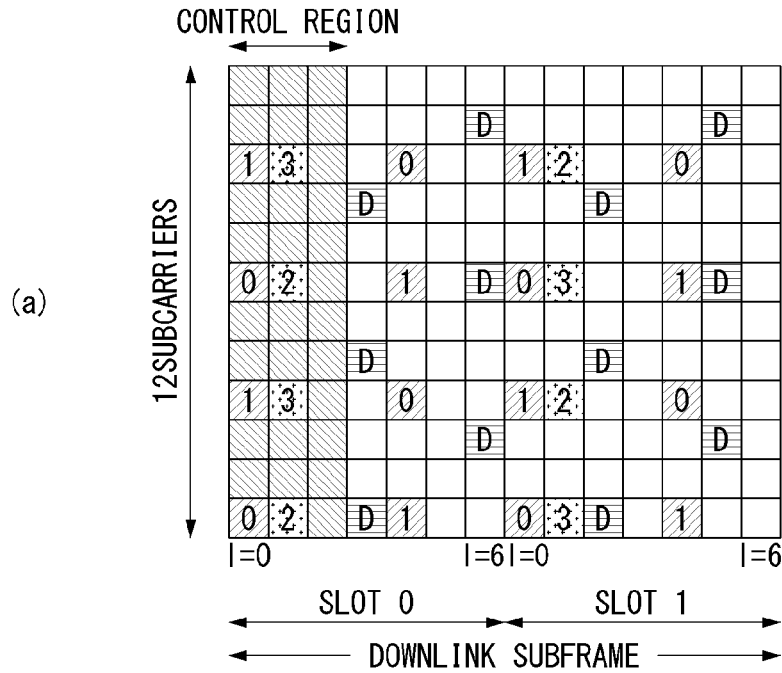 CONTROL REGION
12SUBCARRIERS
(a)
D D
1 3 0 1 2 0
D D
0 2 1 D 0 3 1 D
D D
1 3 0 1 2 0
D D
0 2 D 1 0 3 D 1
l=0 l=6 l=0 l=6
SLOT 0 SLOT 1
DOWNLINK SUBFRAME